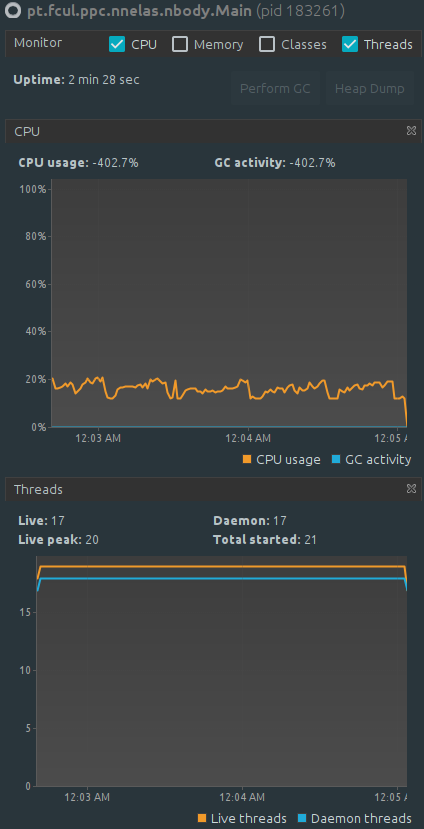 pt.fcul.ppc.nnelas.nbody.Main (pid 183261)
Monitor CPU Memory Classes Threads
Uptime: 2 min 28 sec Perform GC Heap Dump
CPU
CPU usage: -402.7% GC activity: -402.7%
100%
80%
60%
40%
20%
0%
12:03 AM 12:04 AM 12:05 A
CPU usage GC activity
Threads
Live: 17 Daemon: 17
Live peak: 20 Total started: 21
15
10
5
0
12:03 AM 12:04 AM 12:05 A
Live threads Daemon threads